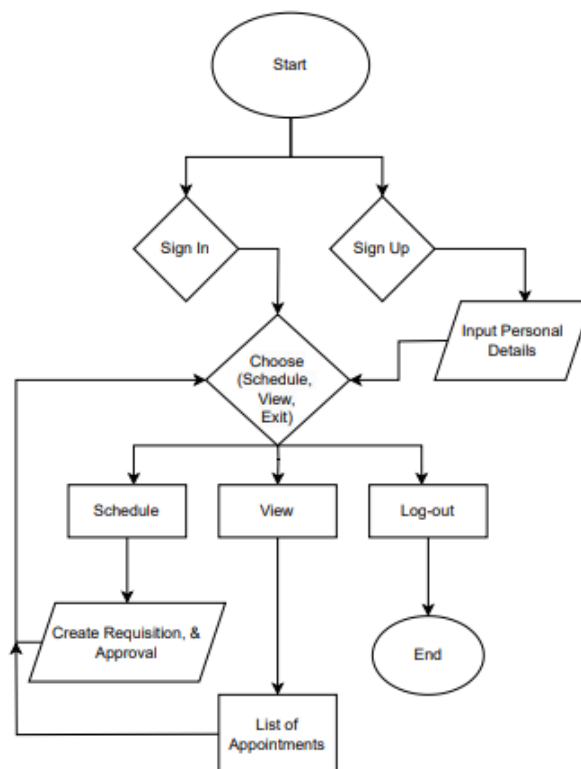 Start
Sign In
Sign Up
Input Personal
Details
Choose
(Schedule,
View,
Exit)
Schedule
View
Log-out
Create Requisition, &
Approval
End
List of
Appointments